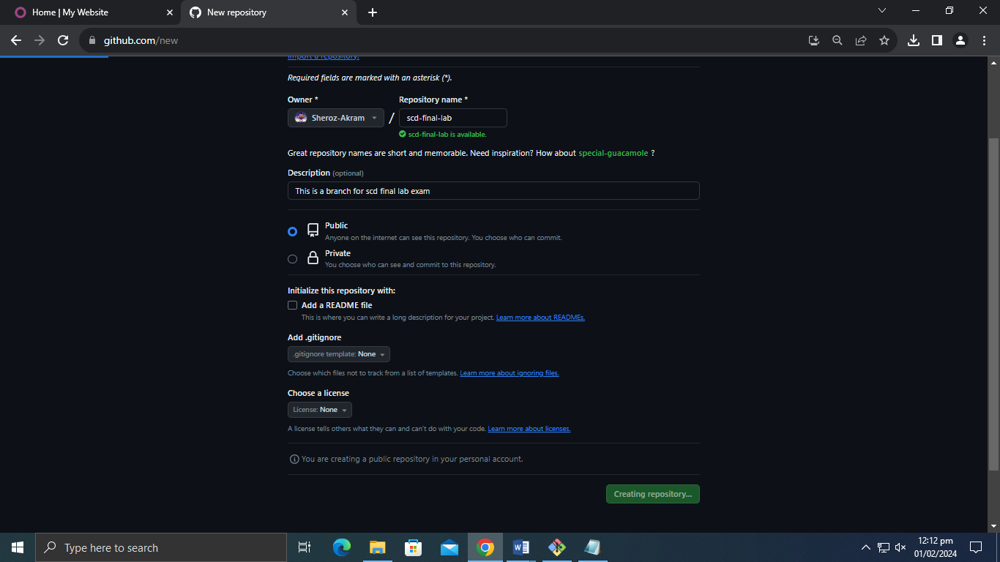 Home | My Website
New repository
github.com/new
Import a repository.
Required fields are marked with an asterisk (*).
Owner *
Repository name *
Sheroz-Akram
/
scd-final-lab
scd-final-lab is available.
Great repository names are short and memorable. Need inspiration? How about special-guacamole ?
Description (optional)
This is a branch for scd final lab exam
Public
Anyone on the internet can see this repository. You choose who can commit.
Private
You choose who can see and commit to this repository.
Initialize this repository with:
Add a README file
This is where you can write a long description for your project. Learn more about READMEs.
Add .gitignore
.gitignore template: None
Choose which files not to track from a list of templates. Learn more about ignoring files.
Choose a license
License: None
A license tells others what they can and can't do with your code. Learn more about licenses.
You are creating a public repository in your personal account.
Creating repository...
Type here to search
12:12 pm
01/02/2024